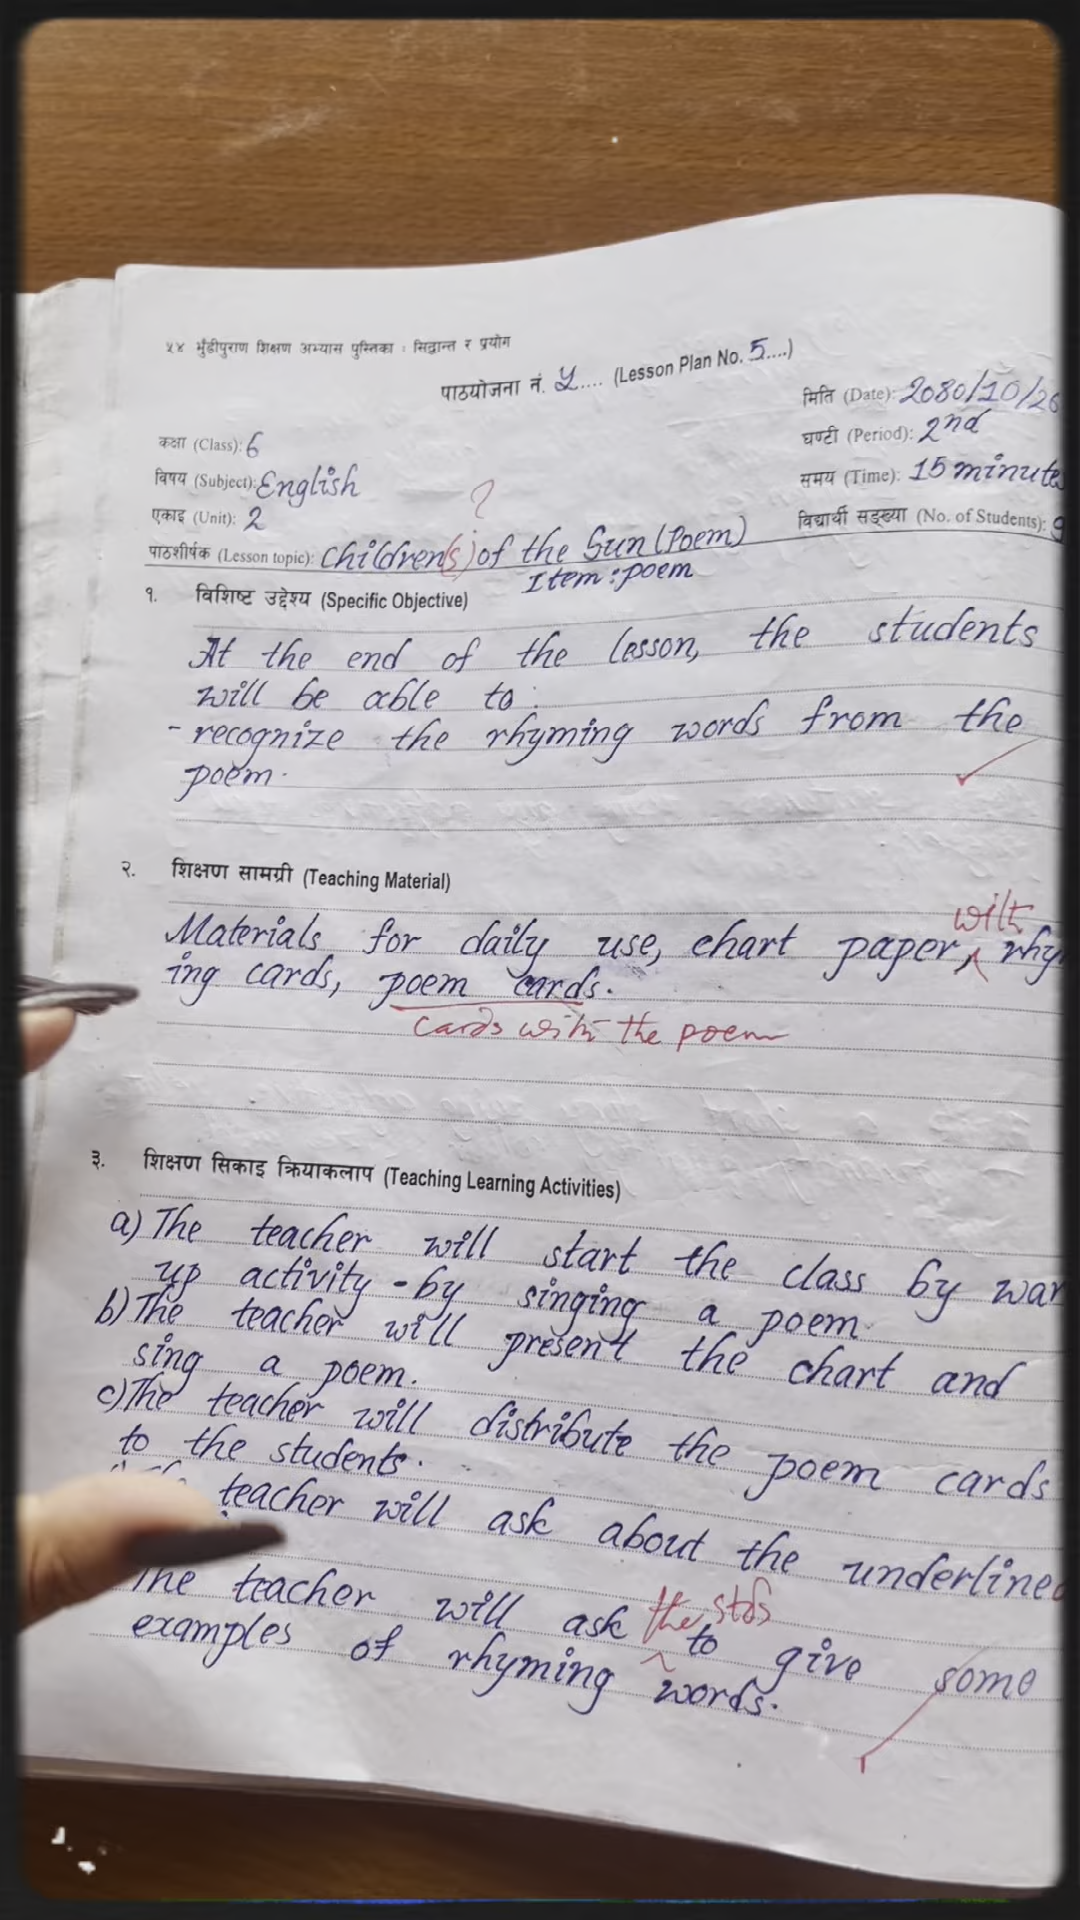 ५४ भुँडीपुराण शिक्षण अभ्यास पुस्तिका : सिद्धान्त र प्रयोग
पाठयोजना नं. ५.... (Lesson Plan No. 5....)
मिति (Date): 2080/10/26
कक्षा (Class): 6
घण्टी (Period): 2nd
विषय (Subject): English
समय (Time): 15 minute
एकाइ (Unit): 2
?
विद्यार्थी सङ्ख्या (No. of Students): 9
पाठशीर्षक (Lesson topic): Children(s) of the Sun (Poem)
Item : poem
१. विशिष्ट उद्देश्य (Specific Objective)
At the end of the lesson, the students
will be able to :
- recognize the rhyming words from the
poem.
२. शिक्षण सामग्री (Teaching Material)
with
Materials for daily use, chart paper, rhy
ing cards, poem cards.
cards with the poem
३. शिक्षण सिकाइ क्रियाकलाप (Teaching Learning Activities)
a) The teacher will start the class by war
up activity - by singing a poem.
b) The teacher will present the chart and
sing a poem.
c) The teacher will distribute the poem cards
to the students.
teacher will ask about the underlined
the stds
The teacher will ask to give some
examples of rhyming words.